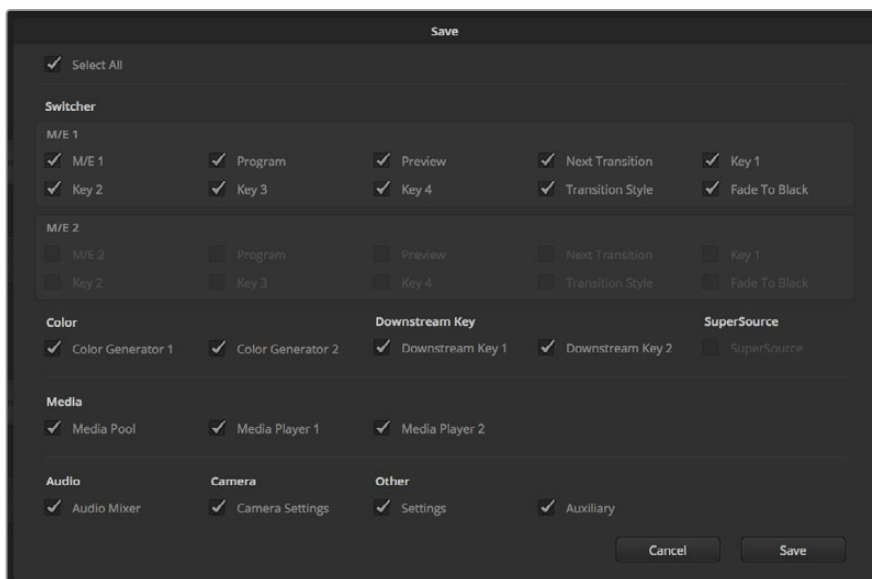 Save
Select All
Switcher
M/E 1
M/E 1 Program Preview Next Transition Key 1
Key 2 Key 3 Key 4 Transition Style Fade To Black
M/E 2
M/E 2 Program Preview Next Transition Key 1
Key 2 Key 3 Key 4 Transition Style Fade To Black
Color Downstream Key SuperSource
Color Generator 1 Color Generator 2 Downstream Key 1 Downstream Key 2 SuperSource
Media
Media Pool Media Player 1 Media Player 2
Audio Camera Other
Audio Mixer Camera Settings Settings Auxiliary
Cancel Save